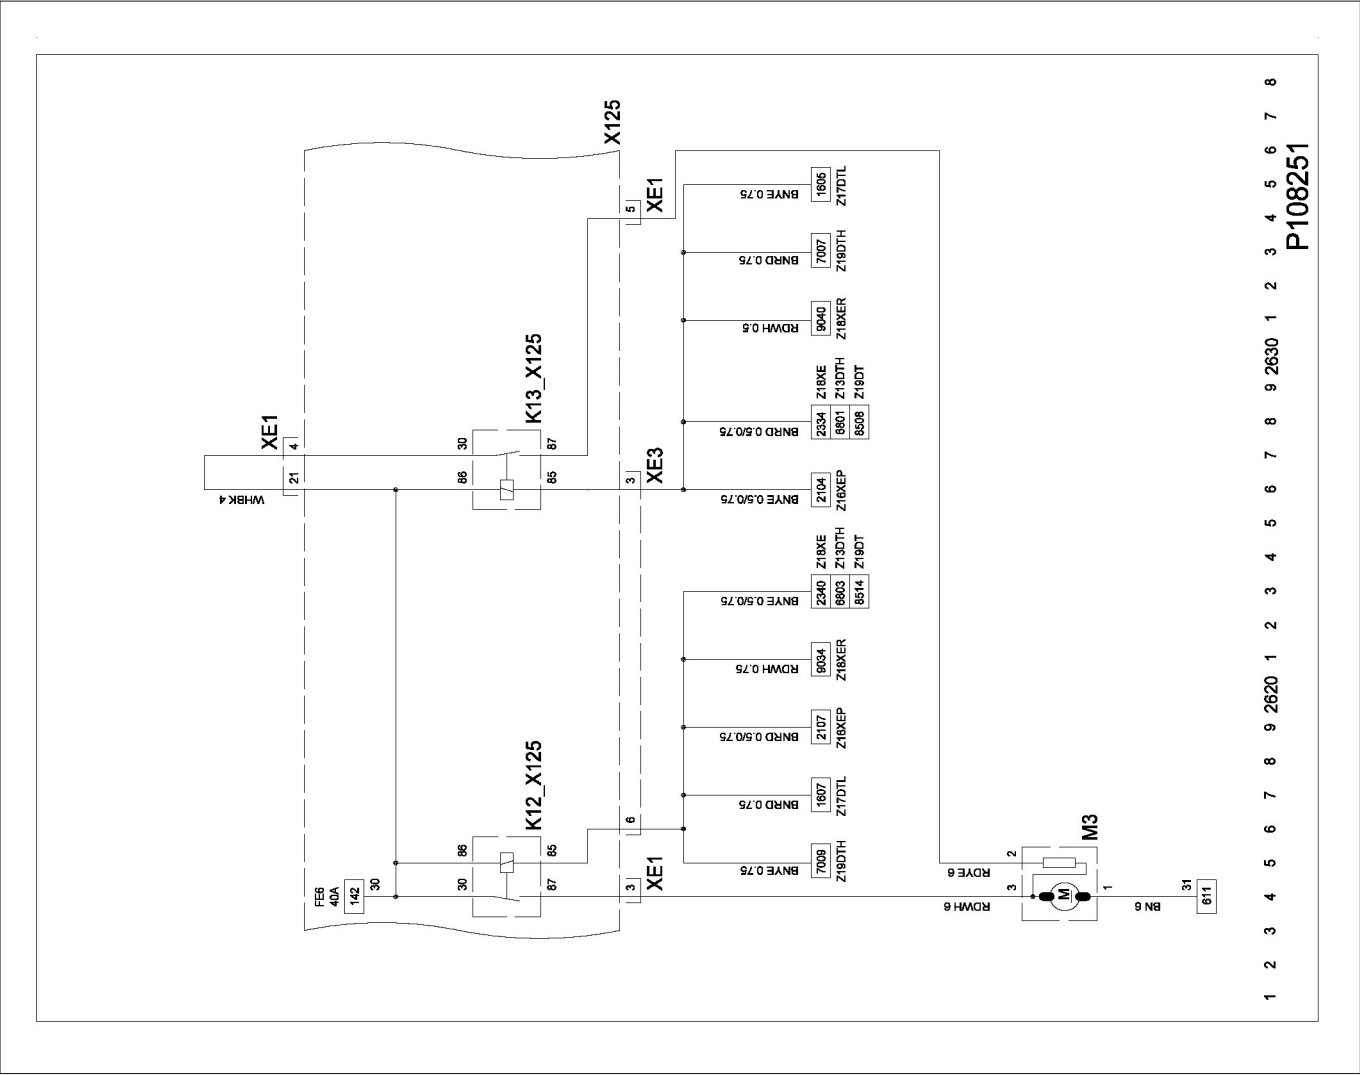 WHBK 4
XE1
21 4
FE6
40A
142
30
30 86 86 30
K12_X125 K13_X125
87 85 85 87
X125
3 6 3 5
XE1 XE3 XE1
BNYE 0.75
BNRD 0.75
BNRD 0.5/0.75
RDWH 0.75
BNYE 0.5/0.75
BNYE 0.5/0.75
BNRD 0.5/0.75
RDWH 0.5
BNRD 0.75
BNYE 0.75
7009
Z19DTH
1607
Z17DTL
2107
Z16XEP
9034
Z18XER
2340 Z18XE
6803 Z13DTH
8514 Z19DT
2104
Z16XEP
2334 Z18XE
6801 Z13DTH
8508 Z19DT
9040
Z18XER
7007
Z19DTH
1605
Z17DTL
RDWH 6
RDYE 6
3 2
M
M3
1
BN 6
31
611
1 2 3 4 5 6 7 8 9 2620 1 2 3 4 5 6 7 8 9 2630 1 2 3 4 5 6 7 8
P108251